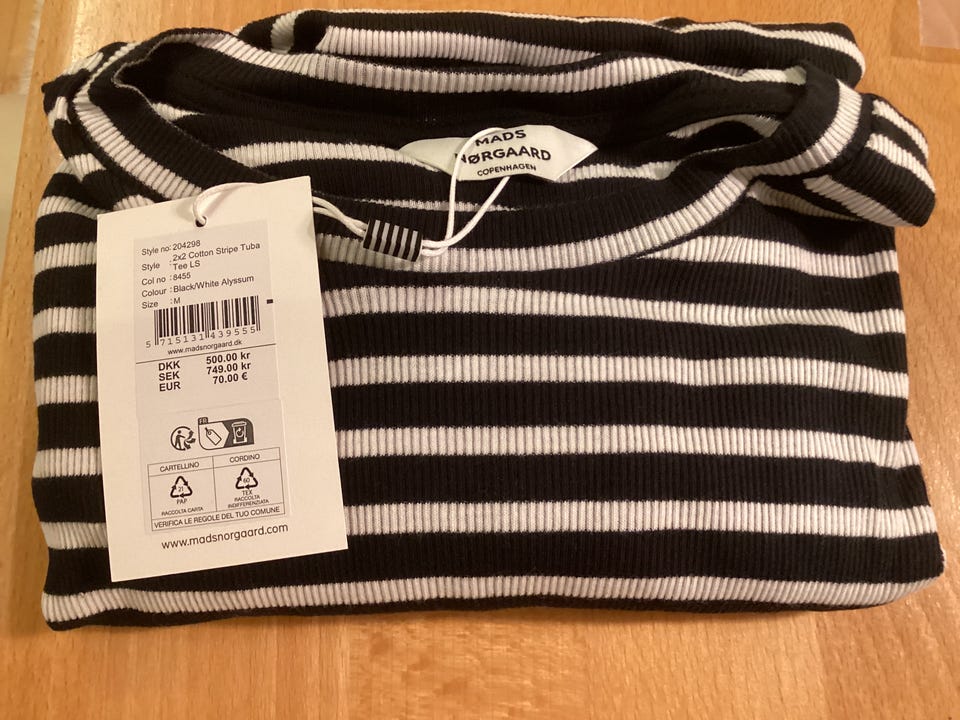 MADS
NØRGAARD
COPENHAGEN
Style no: 204298
Style : 2x2 Cotton Stripe Tuba
Tee LS
Col no : 8455
Colour : Black/White Alyssum
Size : M
5 715131 439555
www.madsnorgaard.dk
DKK 500.00 kr
SEK 749.00 kr
EUR 70.00 €
FR
CARTELLINO CORDINO
21 60
PAP TEX
RACCOLTA CARTA RACCOLTA INDIFFERENZIATA
VERIFICA LE REGOLE DEL TUO COMUNE
www.madsnorgaard.com